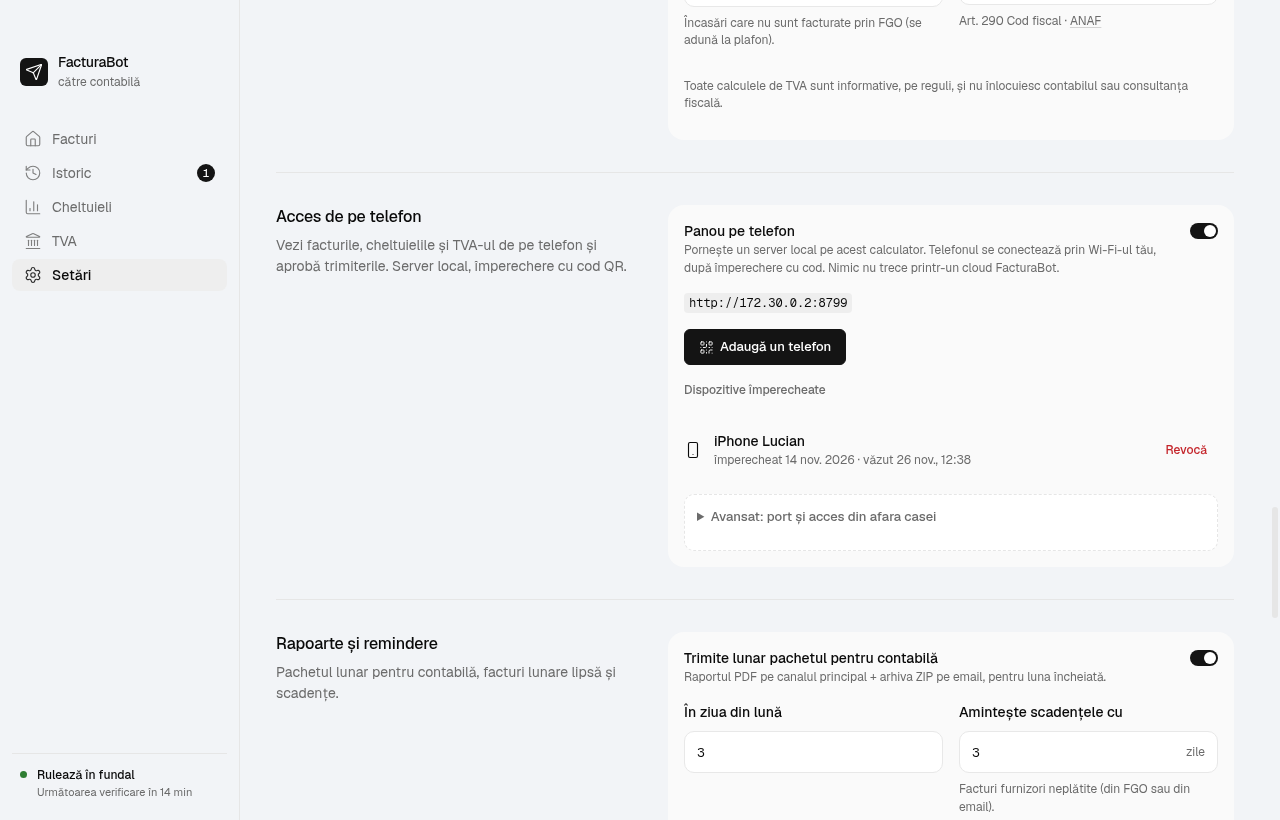 FacturaBot
către contabilă
Facturi
Istoric
1
Cheltuieli
TVA
Setări
Rulează în fundal
Următoarea verificare în 14 min
Încasări care nu sunt facturate prin FGO (se
adună la plafon).
Art. 290 Cod fiscal · ANAF
Toate calculele de TVA sunt informative, pe reguli, și nu înlocuiesc contabilul sau consultanța
fiscală.
Acces de pe telefon
Vezi facturile, cheltuielile și TVA-ul de pe telefon și
aprobă trimiterile. Server local, împerechere cu cod QR.
Panou pe telefon
Pornește un server local pe acest calculator. Telefonul se conectează prin Wi-Fi-ul tău,
după împerechere cu cod. Nimic nu trece printr-un cloud FacturaBot.
http://172.30.0.2:8799
Adaugă un telefon
Dispozitive împerecheate
iPhone Lucian
împerecheat 14 nov. 2026 · văzut 26 nov., 12:38
Revocă
Avansat: port și acces din afara casei
Rapoarte și remindere
Pachetul lunar pentru contabilă, facturi lunare lipsă și
scadențe.
Trimite lunar pachetul pentru contabilă
Raportul PDF pe canalul principal + arhiva ZIP pe email, pentru luna încheiată.
În ziua din lună
3
Amintește scadențele cu
3 zile
Facturi furnizori neplătite (din FGO sau din
email).